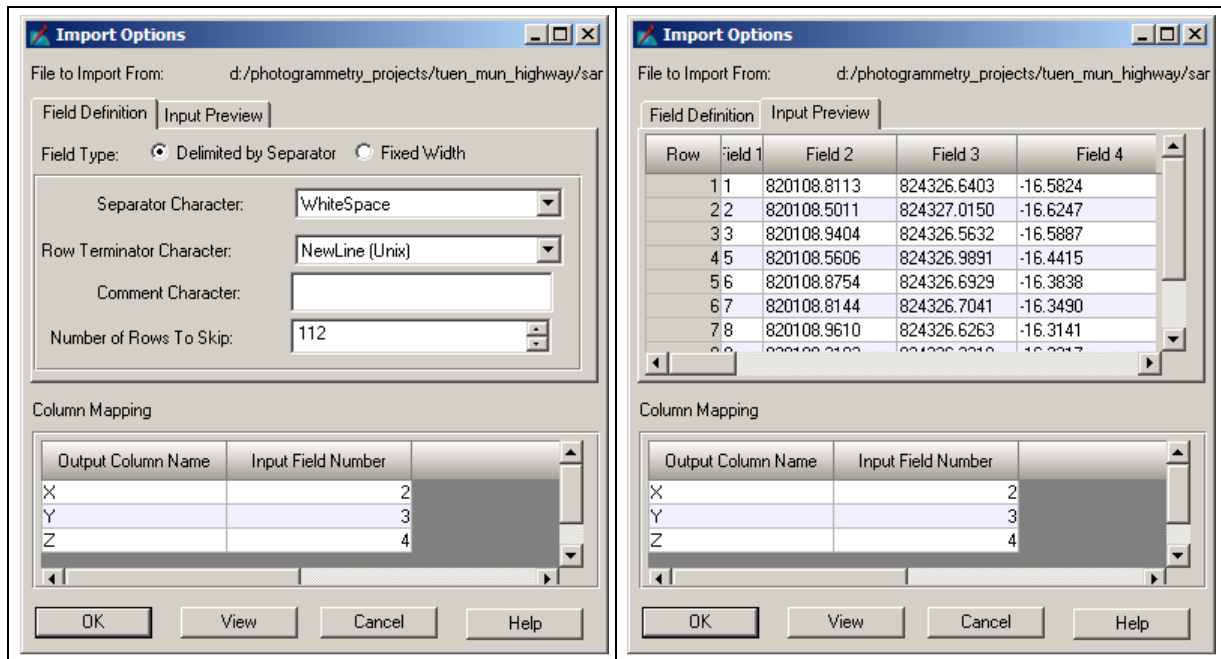 Import Options
File to Import From: d:/photogrammetry_projects/tuen_mun_highway/sar
Field Definition Input Preview
Field Type: Delimited by Separator Fixed Width
Separator Character: WhiteSpace
Row Terminator Character: NewLine (Unix)
Comment Character:
Number of Rows To Skip: 112
Column Mapping
Output Column Name Input Field Number
X 2
Y 3
Z 4
OK View Cancel Help
Import Options
File to Import From: d:/photogrammetry_projects/tuen_mun_highway/sar
Field Definition Input Preview
Row Field 1 Field 2 Field 3 Field 4
1 1 820108.8113 824326.6403 -16.5824
2 2 820108.5011 824327.0150 -16.6247
3 3 820108.9404 824326.5632 -16.5887
4 5 820108.5606 824326.9891 -16.4415
5 6 820108.8754 824326.6929 -16.3838
6 7 820108.8144 824326.7041 -16.3490
7 8 820108.9610 824326.6263 -16.3141
Column Mapping
Output Column Name Input Field Number
X 2
Y 3
Z 4
OK View Cancel Help